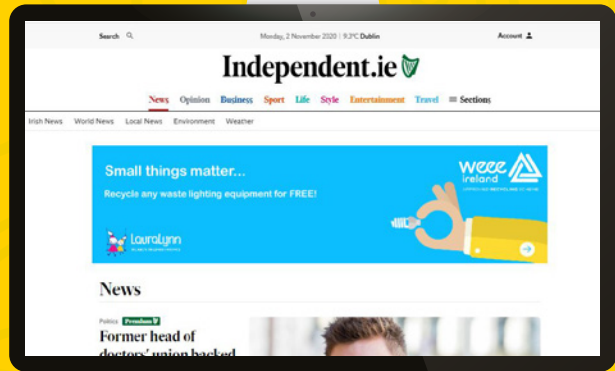 Search Monday, 2 November 2020 | 9.2°C Dublin Account
Independent.ie
News Opinion Business Sport Life Style Entertainment Travel Sections
Irish News World News Local News Environment Weather
Small things matter...
Recycle any waste lighting equipment for FREE!
weee
ireland
LauraLynn
News
Politics Premium
Former head of
doctors' union backed